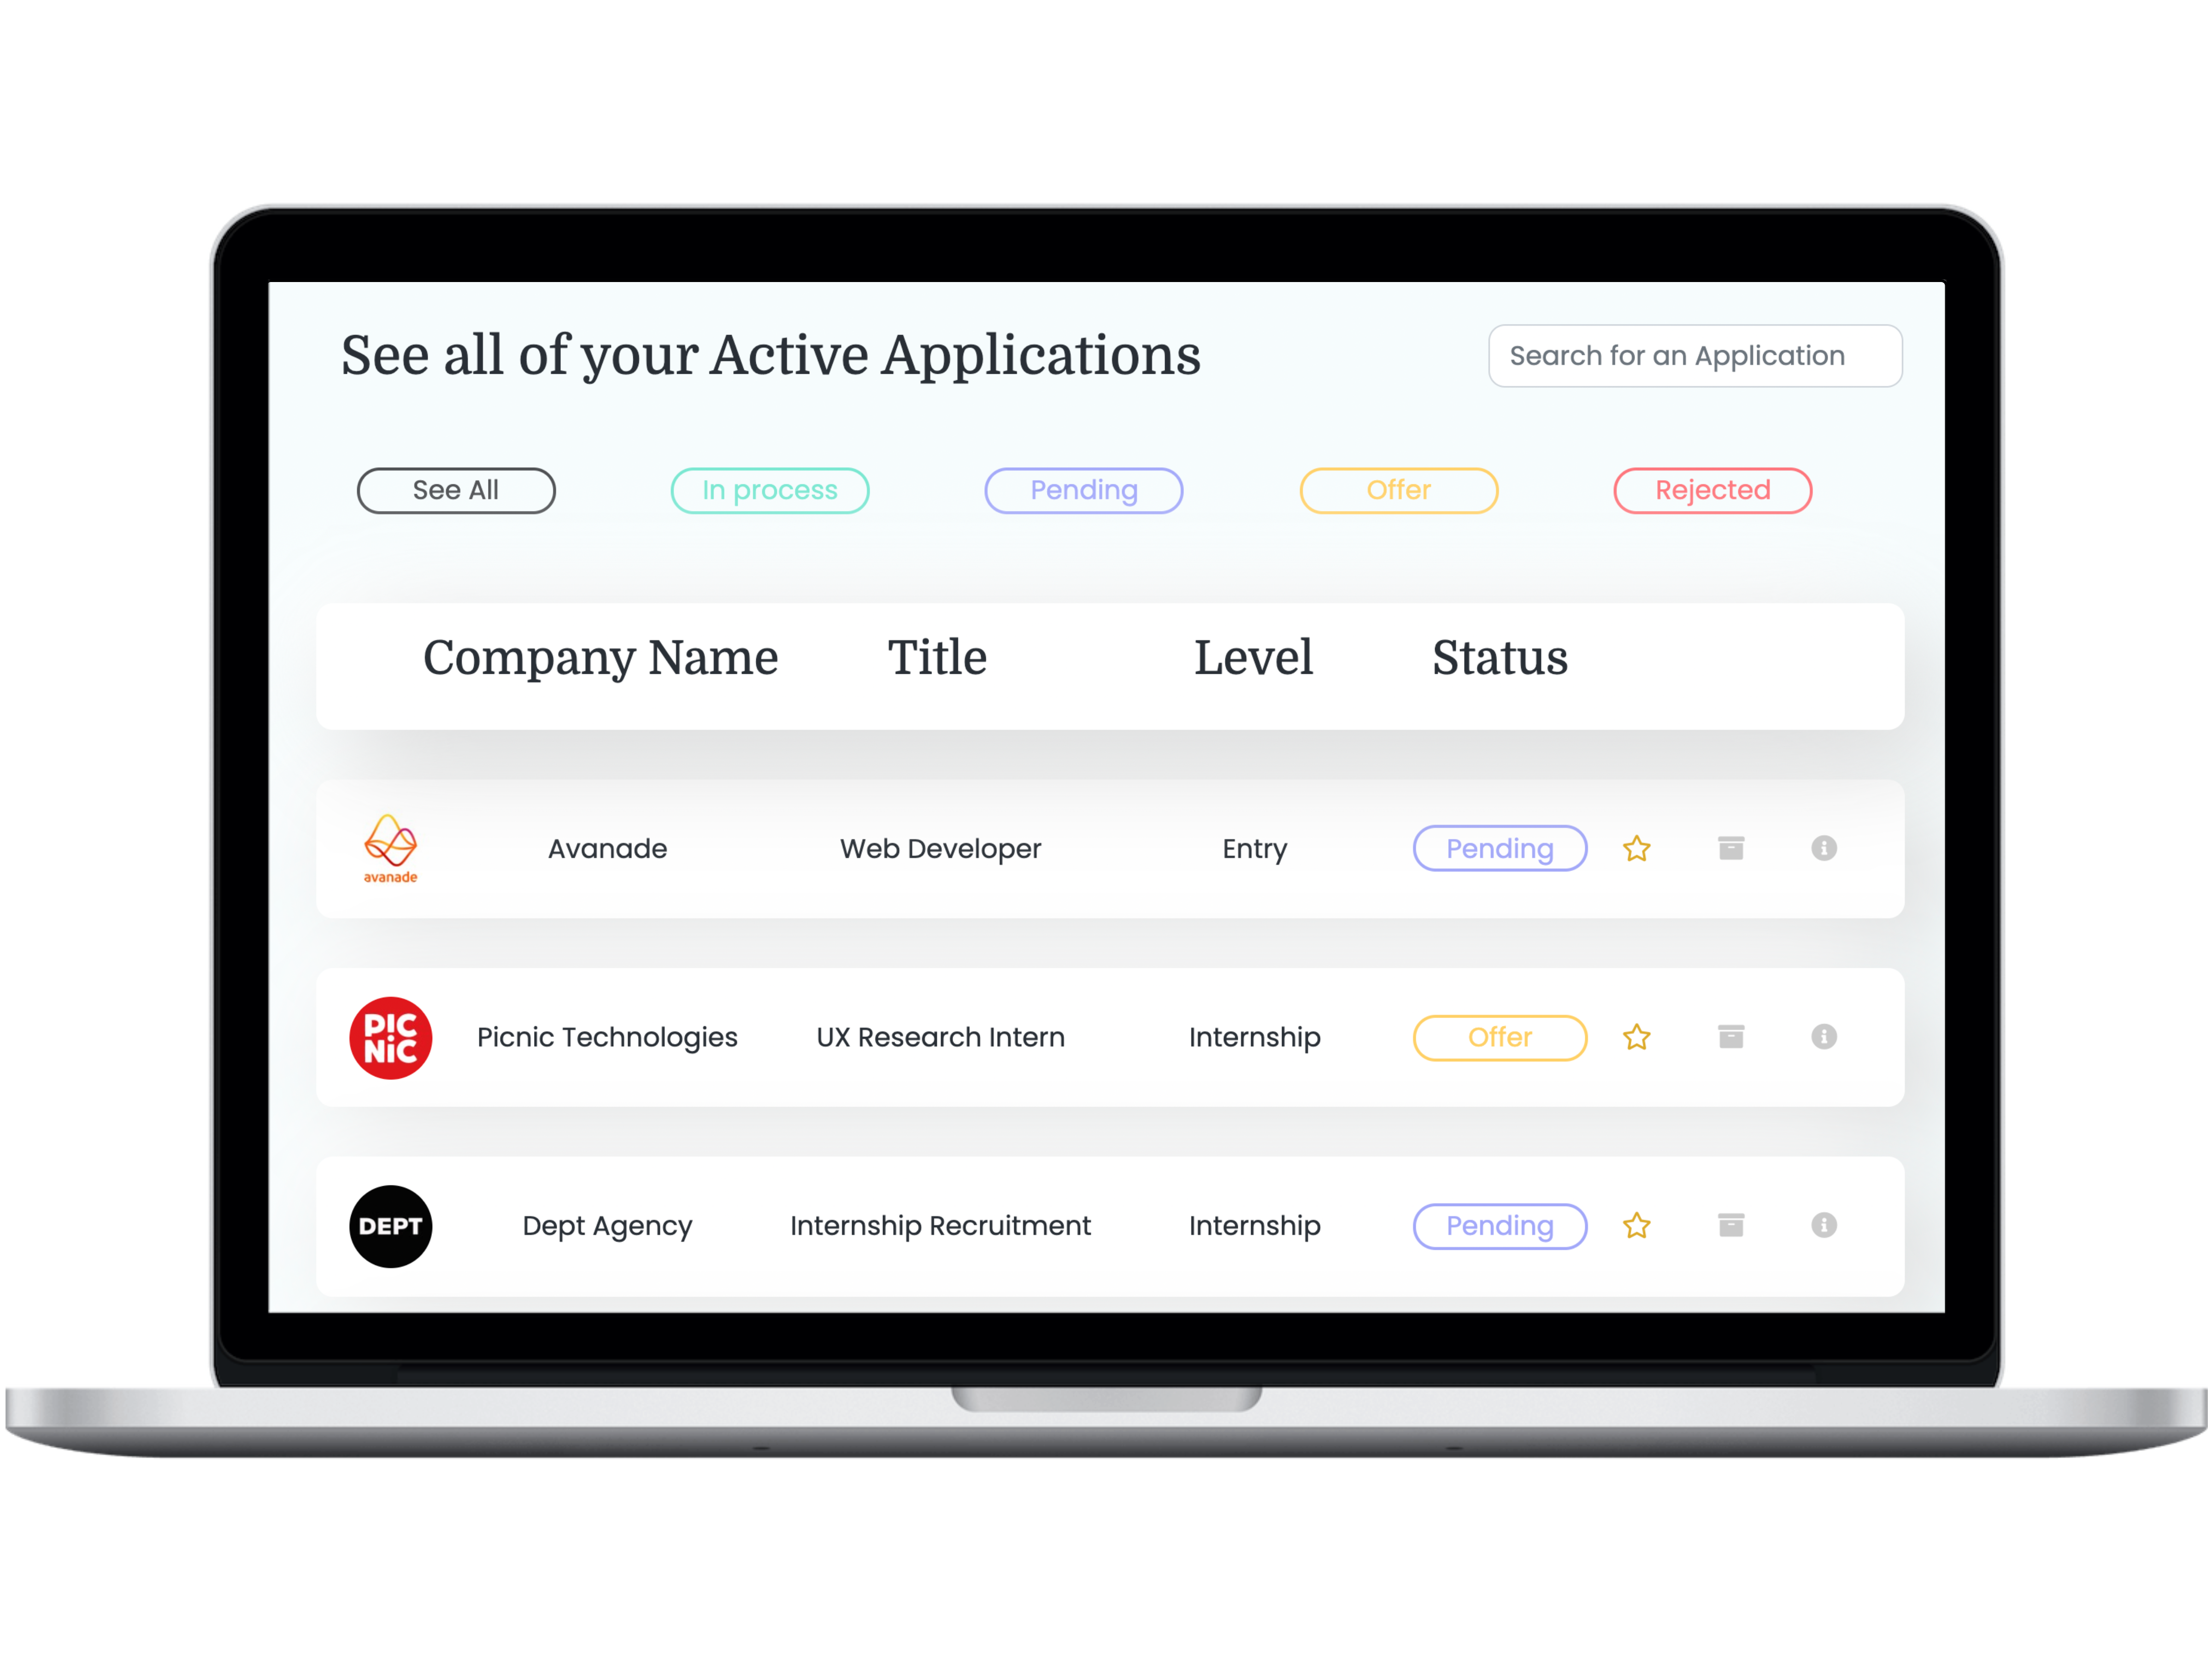 See all of your Active Applications
Search for an Application
See All
In process
Pending
Offer
Rejected
Company Name
Title
Level
Status
avanade
Avanade
Web Developer
Entry
Pending
PIC
NiC
Picnic Technologies
UX Research Intern
Internship
Offer
DEPT
Dept Agency
Internship Recruitment
Internship
Pending